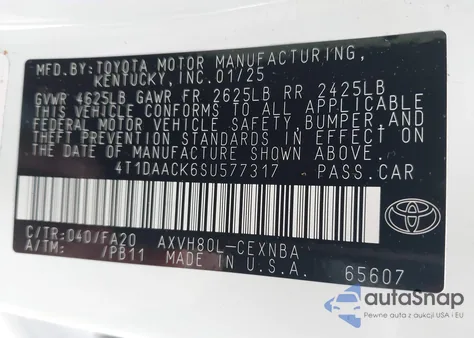 MFD.BY:TOYOTA MOTOR MANUFACTURING,
KENTUCKY,INC.01/25
GVWR 4625LB GAWR FR 2625LB RR 2425LB
THIS VEHICLE CONFORMS TO ALL APPLICABLE
FEDERAL MOTOR VEHICLE SAFETY,BUMPER,AND
THEFT PREVENTION STANDARDS IN EFFECT ON
THE DATE OF MANUFACTURE SHOWN ABOVE.
4T1DAACK6SU577317 PASS.CAR
C/TR:040/FA20 AXVH80L-CEXNBA
A/TM: /PB11 MADE IN U.S.A. 65607
TOYOTA
autoSnap
Pewne auta z aukcji USA i EU